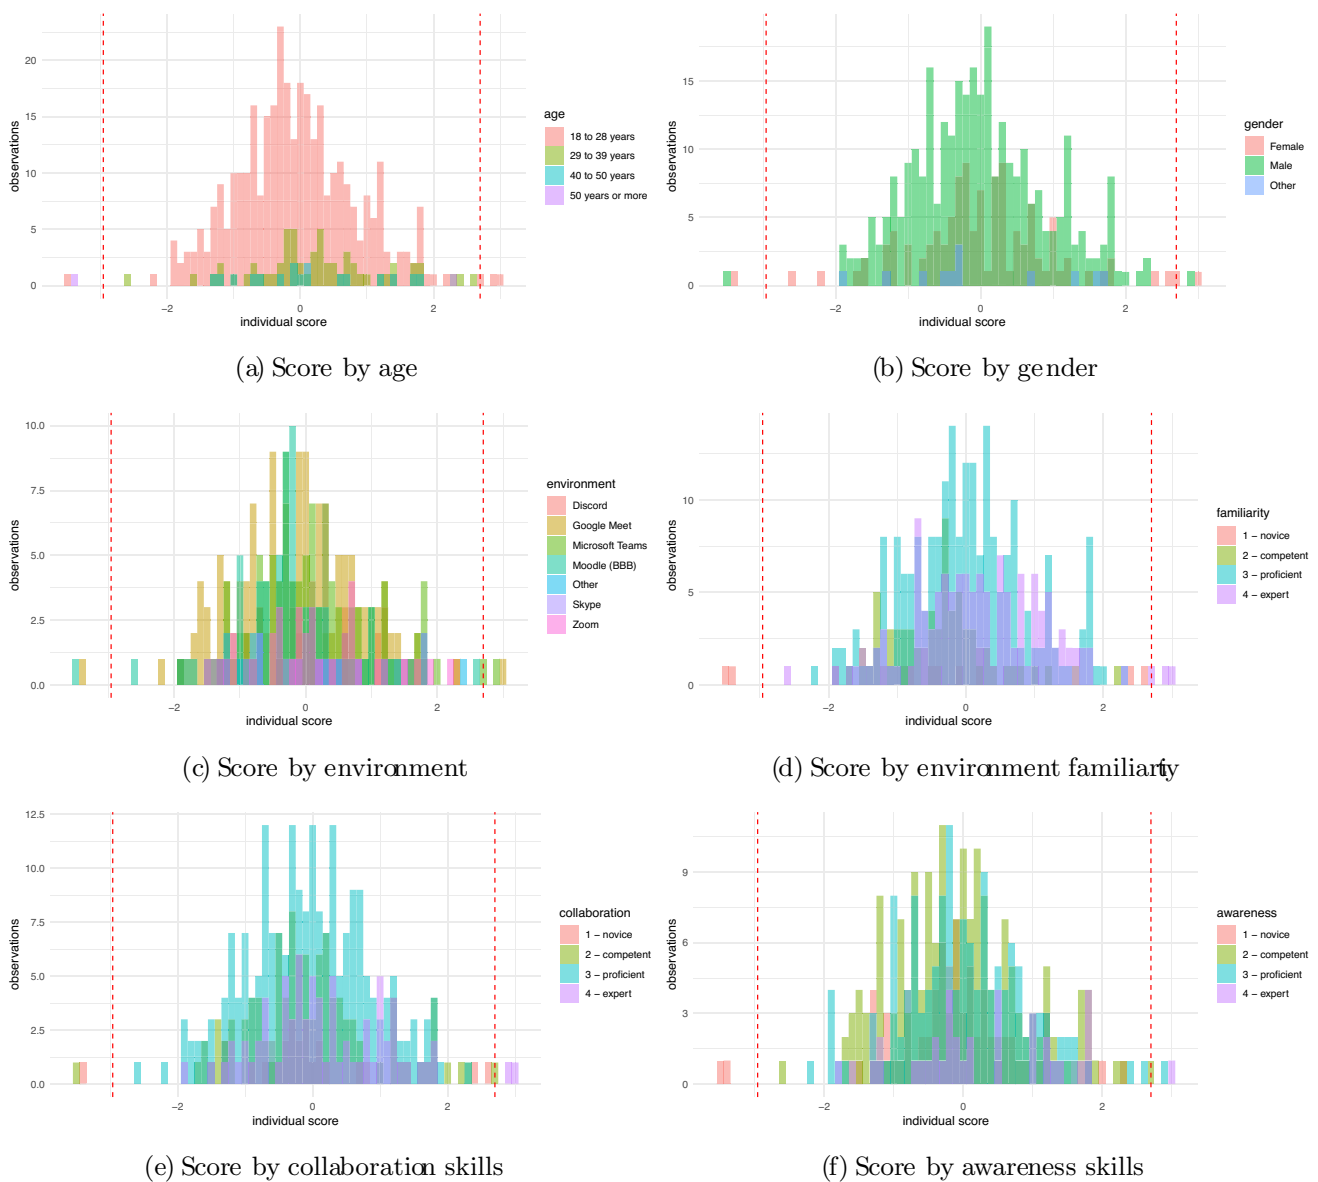 20
15
10
5
0
observations
−2
0
2
individual score
age
18 to 28 years
29 to 39 years
40 to 50 years
50 years or more
(a) Score by age
15
10
5
0
observations
−2
0
2
individual score
gender
Female
Male
Other
(b) Score by gender
10.0
7.5
5.0
2.5
0.0
observations
−2
0
2
individual score
environment
Discord
Google Meet
Microsoft Teams
Moodle (BBB)
Other
Skype
Zoom
(c) Score by environment
10
5
0
observations
−2
0
2
individual score
familiarity
1 − novice
2 − competent
3 − proficient
4 − expert
(d) Score by environment familiarty
12.5
10.0
7.5
5.0
2.5
0.0
observations
−2
0
2
individual score
collaboration
1 − novice
2 − competent
3 − proficient
4 − expert
(e) Score by collaboration skills
9
6
3
0
observations
−2
0
2
individual score
awareness
1 − novice
2 − competent
3 − proficient
4 − expert
(f) Score by awareness skills